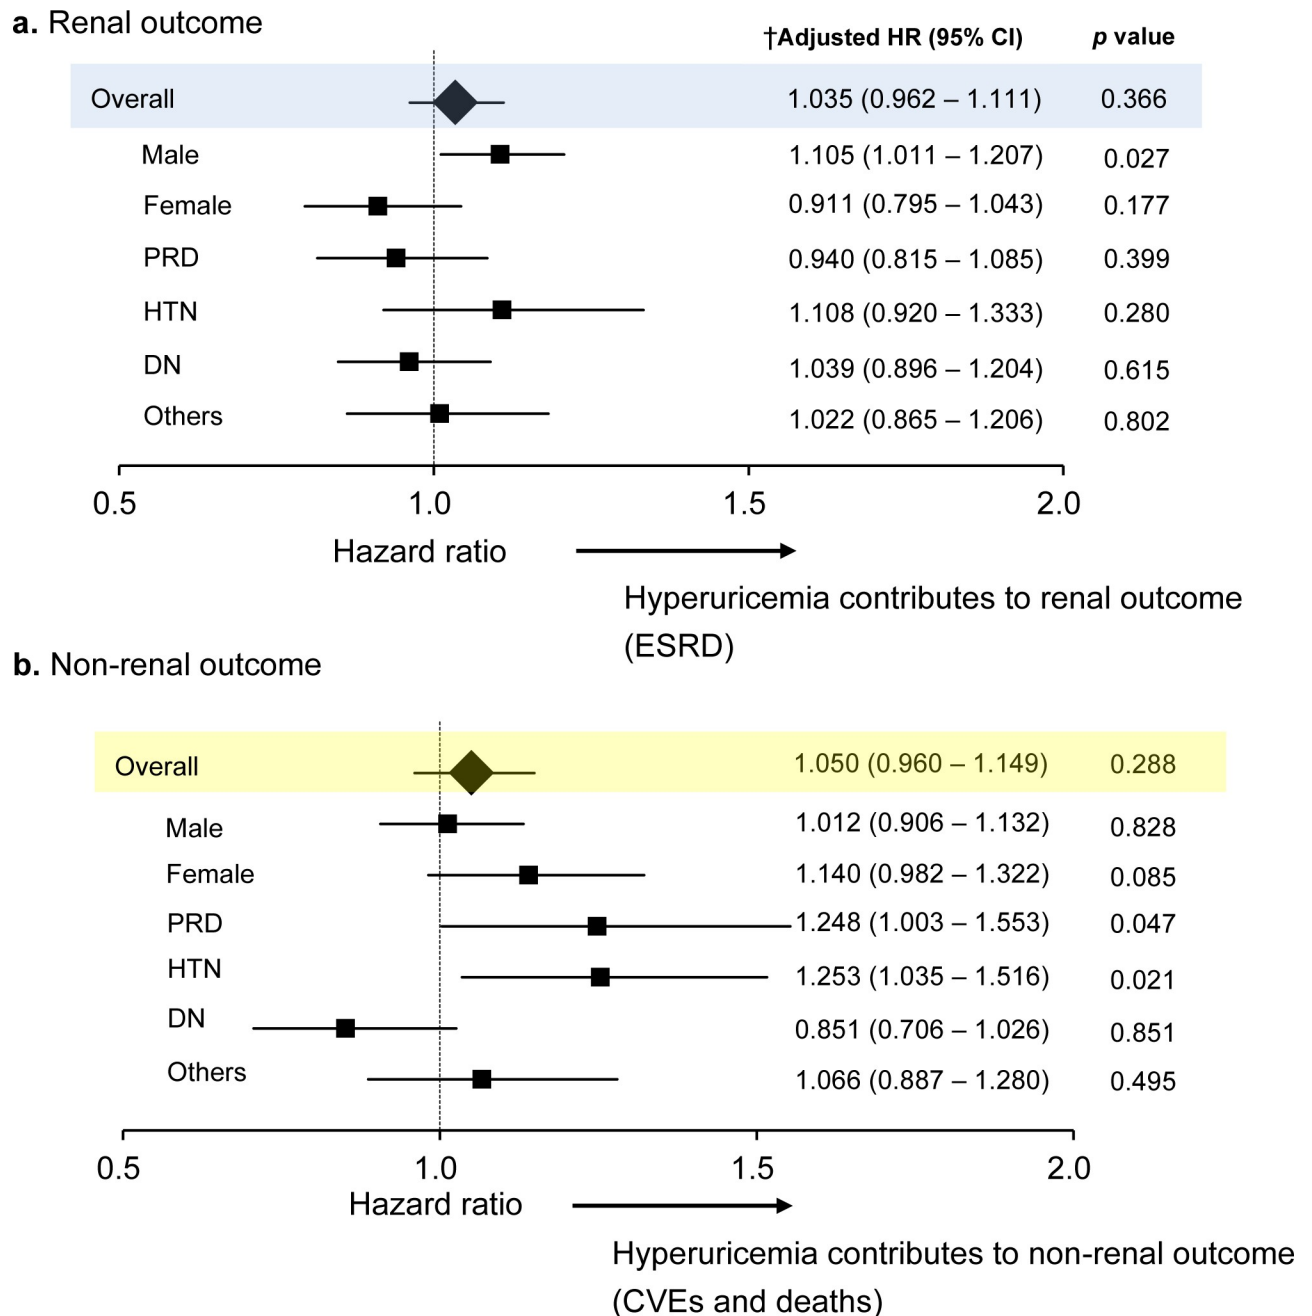 a. Renal outcome
†Adjusted HR (95% CI) p value
Overall 1.035 (0.962 – 1.111) 0.366
Male 1.105 (1.011 – 1.207) 0.027
Female 0.911 (0.795 – 1.043) 0.177
PRD 0.940 (0.815 – 1.085) 0.399
HTN 1.108 (0.920 – 1.333) 0.280
DN 1.039 (0.896 – 1.204) 0.615
Others 1.022 (0.865 – 1.206) 0.802
0.5 1.0 1.5 2.0
Hazard ratio
Hyperuricemia contributes to renal outcome
(ESRD)
b. Non-renal outcome
Overall 1.050 (0.960 – 1.149) 0.288
Male 1.012 (0.906 – 1.132) 0.828
Female 1.140 (0.982 – 1.322) 0.085
PRD 1.248 (1.003 – 1.553) 0.047
HTN 1.253 (1.035 – 1.516) 0.021
DN 0.851 (0.706 – 1.026) 0.851
Others 1.066 (0.887 – 1.280) 0.495
0.5 1.0 1.5 2.0
Hazard ratio
Hyperuricemia contributes to non-renal outcome
(CVEs and deaths)